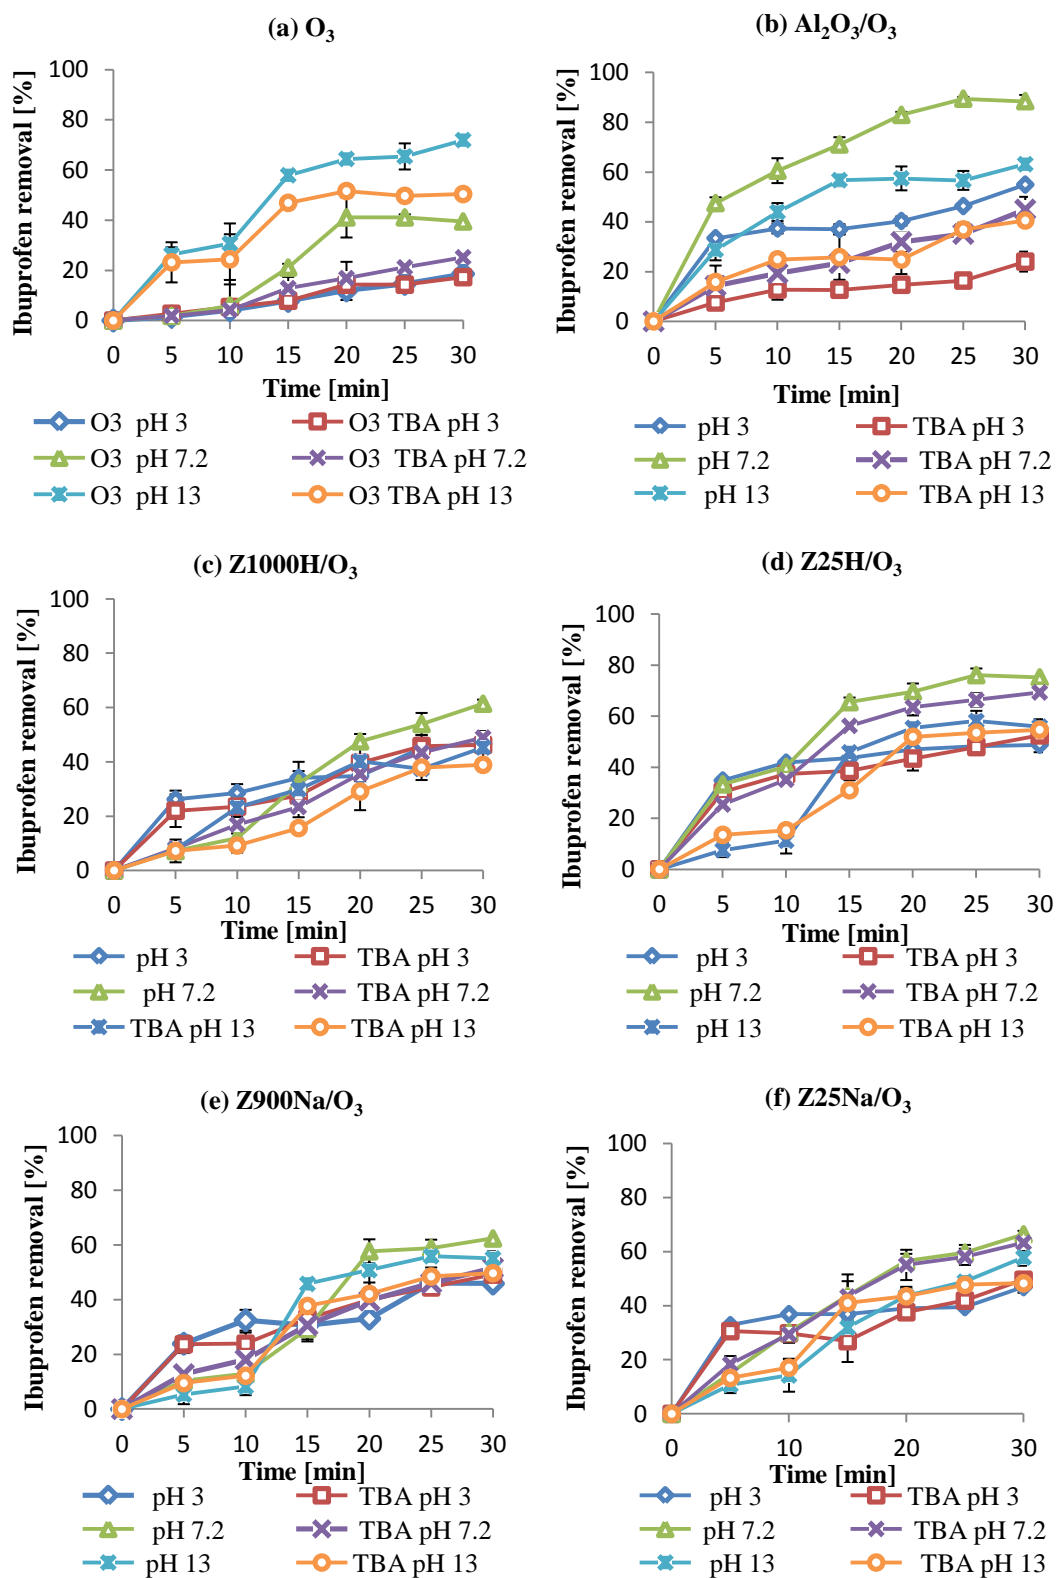 (a) O3
Ibuprofen removal [%]
100
80
60
40
20
0
0 5 10 15 20 25 30
Time [min]
O3 pH 3
O3 TBA pH 3
O3 pH 7.2
O3 TBA pH 7.2
O3 pH 13
O3 TBA pH 13
(b) Al2O3/O3
Ibuprofen removal [%]
100
80
60
40
20
0
0 5 10 15 20 25 30
Time [min]
pH 3
TBA pH 3
pH 7.2
TBA pH 7.2
pH 13
TBA pH 13
(c) Z1000H/O3
Ibuprofen removal [%]
100
80
60
40
20
0
0 5 10 15 20 25 30
Time [min]
pH 3
TBA pH 3
pH 7.2
TBA pH 7.2
TBA pH 13
TBA pH 13
(d) Z25H/O3
Ibuprofen removal [%]
100
80
60
40
20
0
0 5 10 15 20 25 30
Time [min]
pH 3
TBA pH 3
pH 7.2
TBA pH 7.2
pH 13
TBA pH 13
(e) Z900Na/O3
Ibuprofen removal [%]
100
80
60
40
20
0
0 5 10 15 20 25 30
Time [min]
pH 3
TBA pH 3
pH 7.2
TBA pH 7.2
pH 13
TBA pH 13
(f) Z25Na/O3
Ibuprofen removal [%]
100
80
60
40
20
0
0 10 20 30
Time [min]
pH 3
TBA pH 3
pH 7.2
TBA pH 7.2
pH 13
TBA pH 13